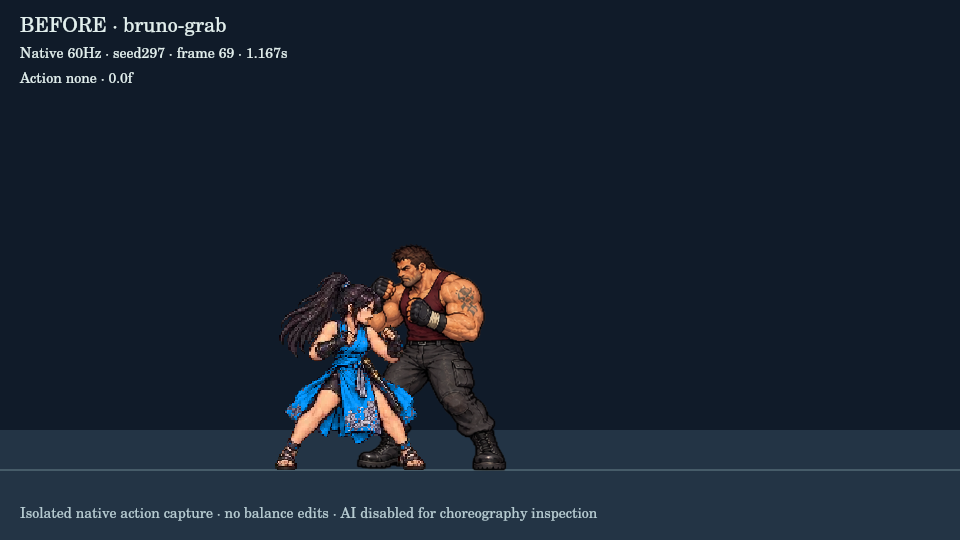 BEFORE · bruno-grab
Native 60Hz · seed297 · frame 69 · 1.167s
Action none · 0.0f
Isolated native action capture · no balance edits · AI disabled for choreography inspection